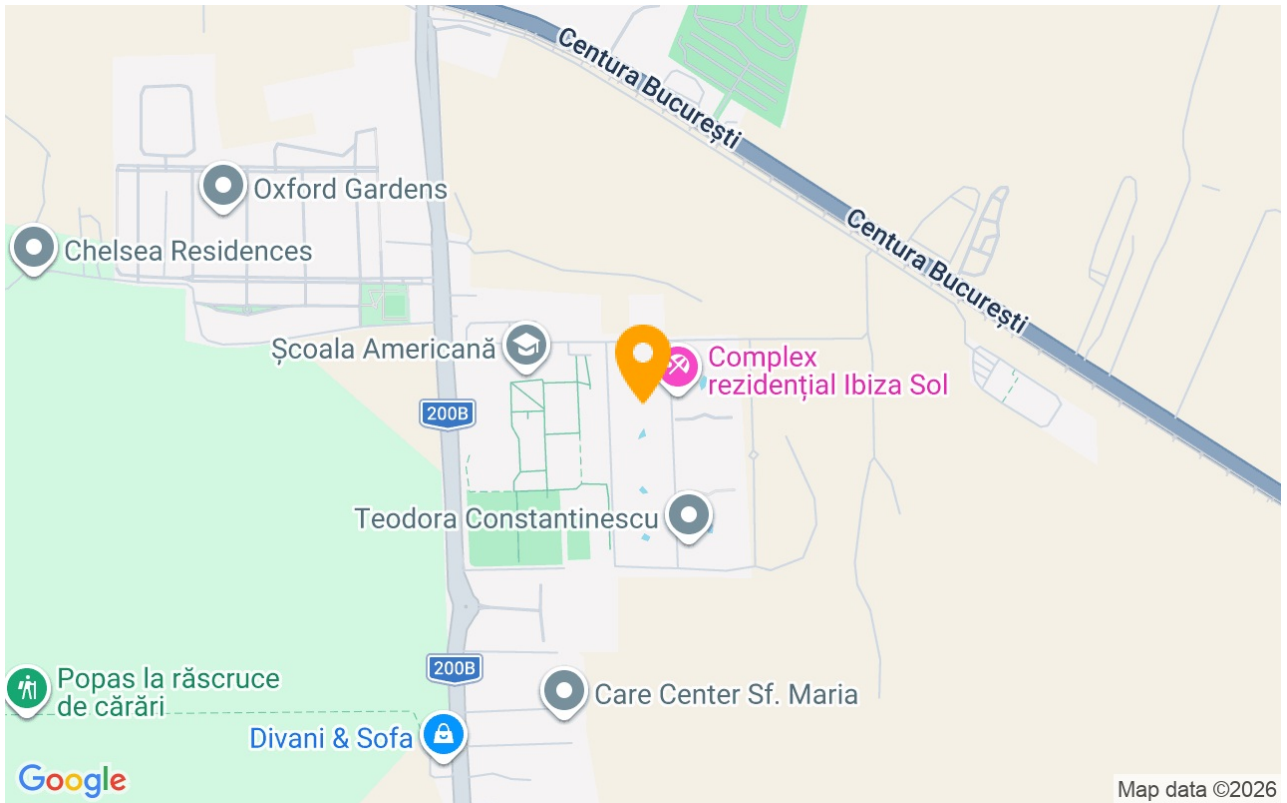 Centura București
Oxford Gardens
Chelsea Residences
Centura București
Școala Americană
Complex
rezidențial Ibiza Sol
200B
Teodora Constantinescu
200B
Popas la răscruce
de cărări
Care Center Sf. Maria
Divani & Sofa
Google
Map data ©2026